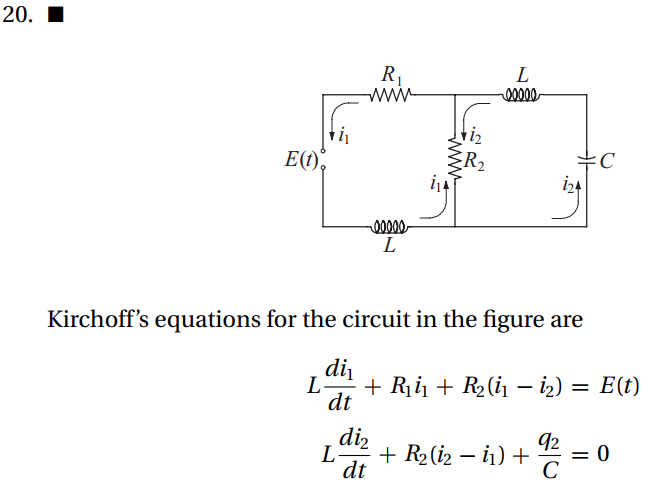 20. ■
R₁ L
i₁ i₂
E(t) R₂ C
i₁ i₂
L
Kirchoff’s equations for the circuit in the figure are
L di₁/dt + R₁i₁ + R₂(i₁ − i₂) = E(t)
L di₂/dt + R₂(i₂ − i₁) + q₂/C = 0